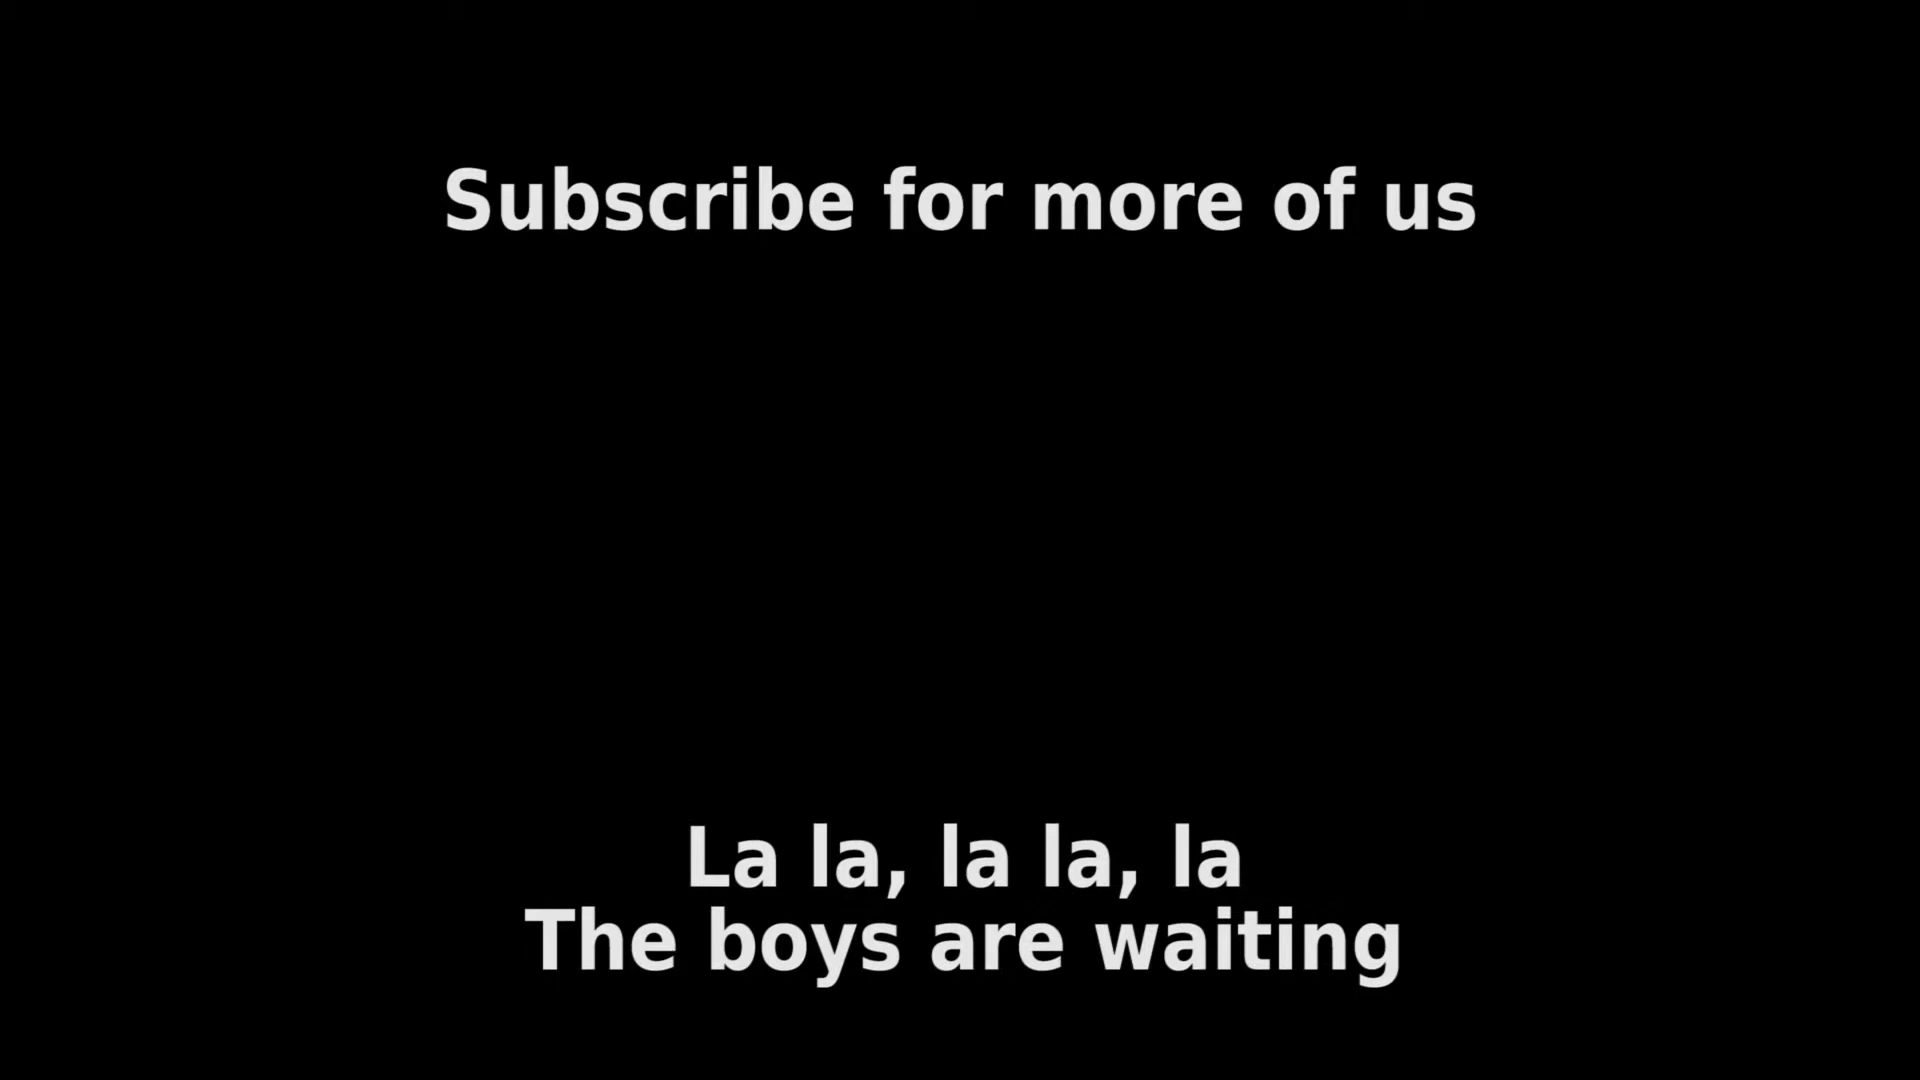 Subscribe for more of us
La la, la la, la
The boys are waiting